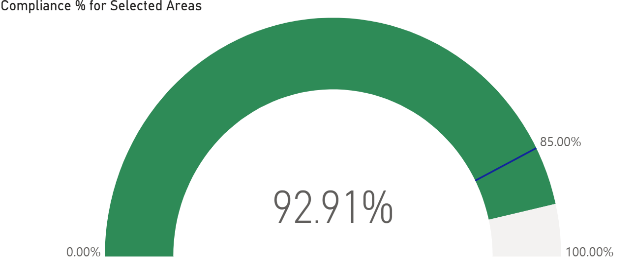 Compliance % for Selected Areas
85.00%
92.91%
0.00%
100.00%